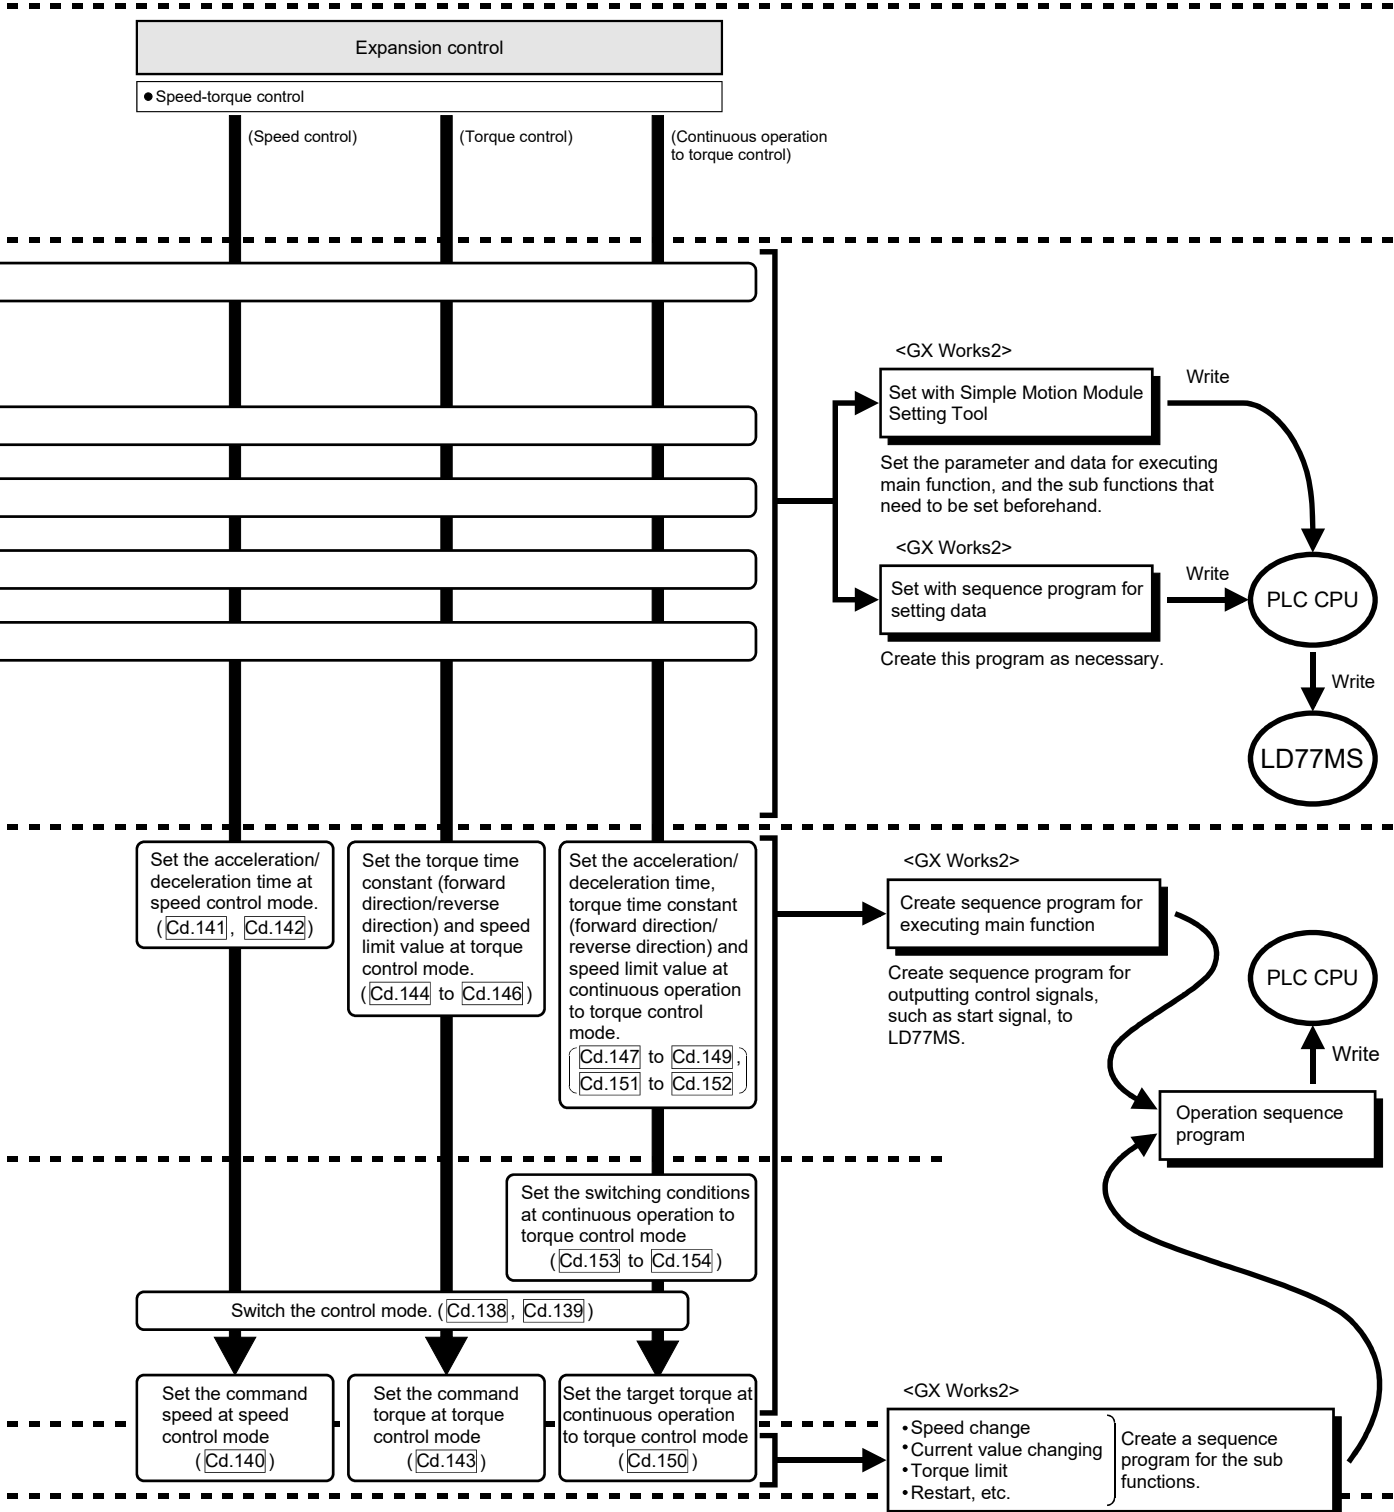 Expansion control
● Speed-torque control
(Speed control)
(Torque control)
(Continuous operation
to torque control)
<GX Works2>
Set with Simple Motion Module
Setting Tool
Write
Set the parameter and data for executing
main function, and the sub functions that
need to be set beforehand.
<GX Works2>
Set with sequence program for
setting data
Write
PLC CPU
Create this program as necessary.
Write
LD77MS
Set the acceleration/
deceleration time at
speed control mode.
(Cd.141, Cd.142)
Set the torque time
constant (forward
direction/reverse
direction) and speed
limit value at torque
control mode.
(Cd.144 to Cd.146)
Set the acceleration/
deceleration time,
torque time constant
(forward direction/
reverse direction) and
speed limit value at
continuous operation
to torque control
mode.
(Cd.147 to Cd.149,
Cd.151 to Cd.152)
<GX Works2>
Create sequence program for
executing main function
Create sequence program for
outputting control signals,
such as start signal, to
LD77MS.
PLC CPU
Write
Operation sequence
program
Set the switching conditions
at continuous operation to
torque control mode
(Cd.153 to Cd.154)
Switch the control mode. (Cd.138, Cd.139)
Set the command
speed at speed
control mode
(Cd.140)
Set the command
torque at torque
control mode
(Cd.143)
Set the target torque at
continuous operation
to torque control mode
(Cd.150)
<GX Works2>
•Speed change
•Current value changing
•Torque limit
•Restart, etc.
Create a sequence
program for the sub
functions.